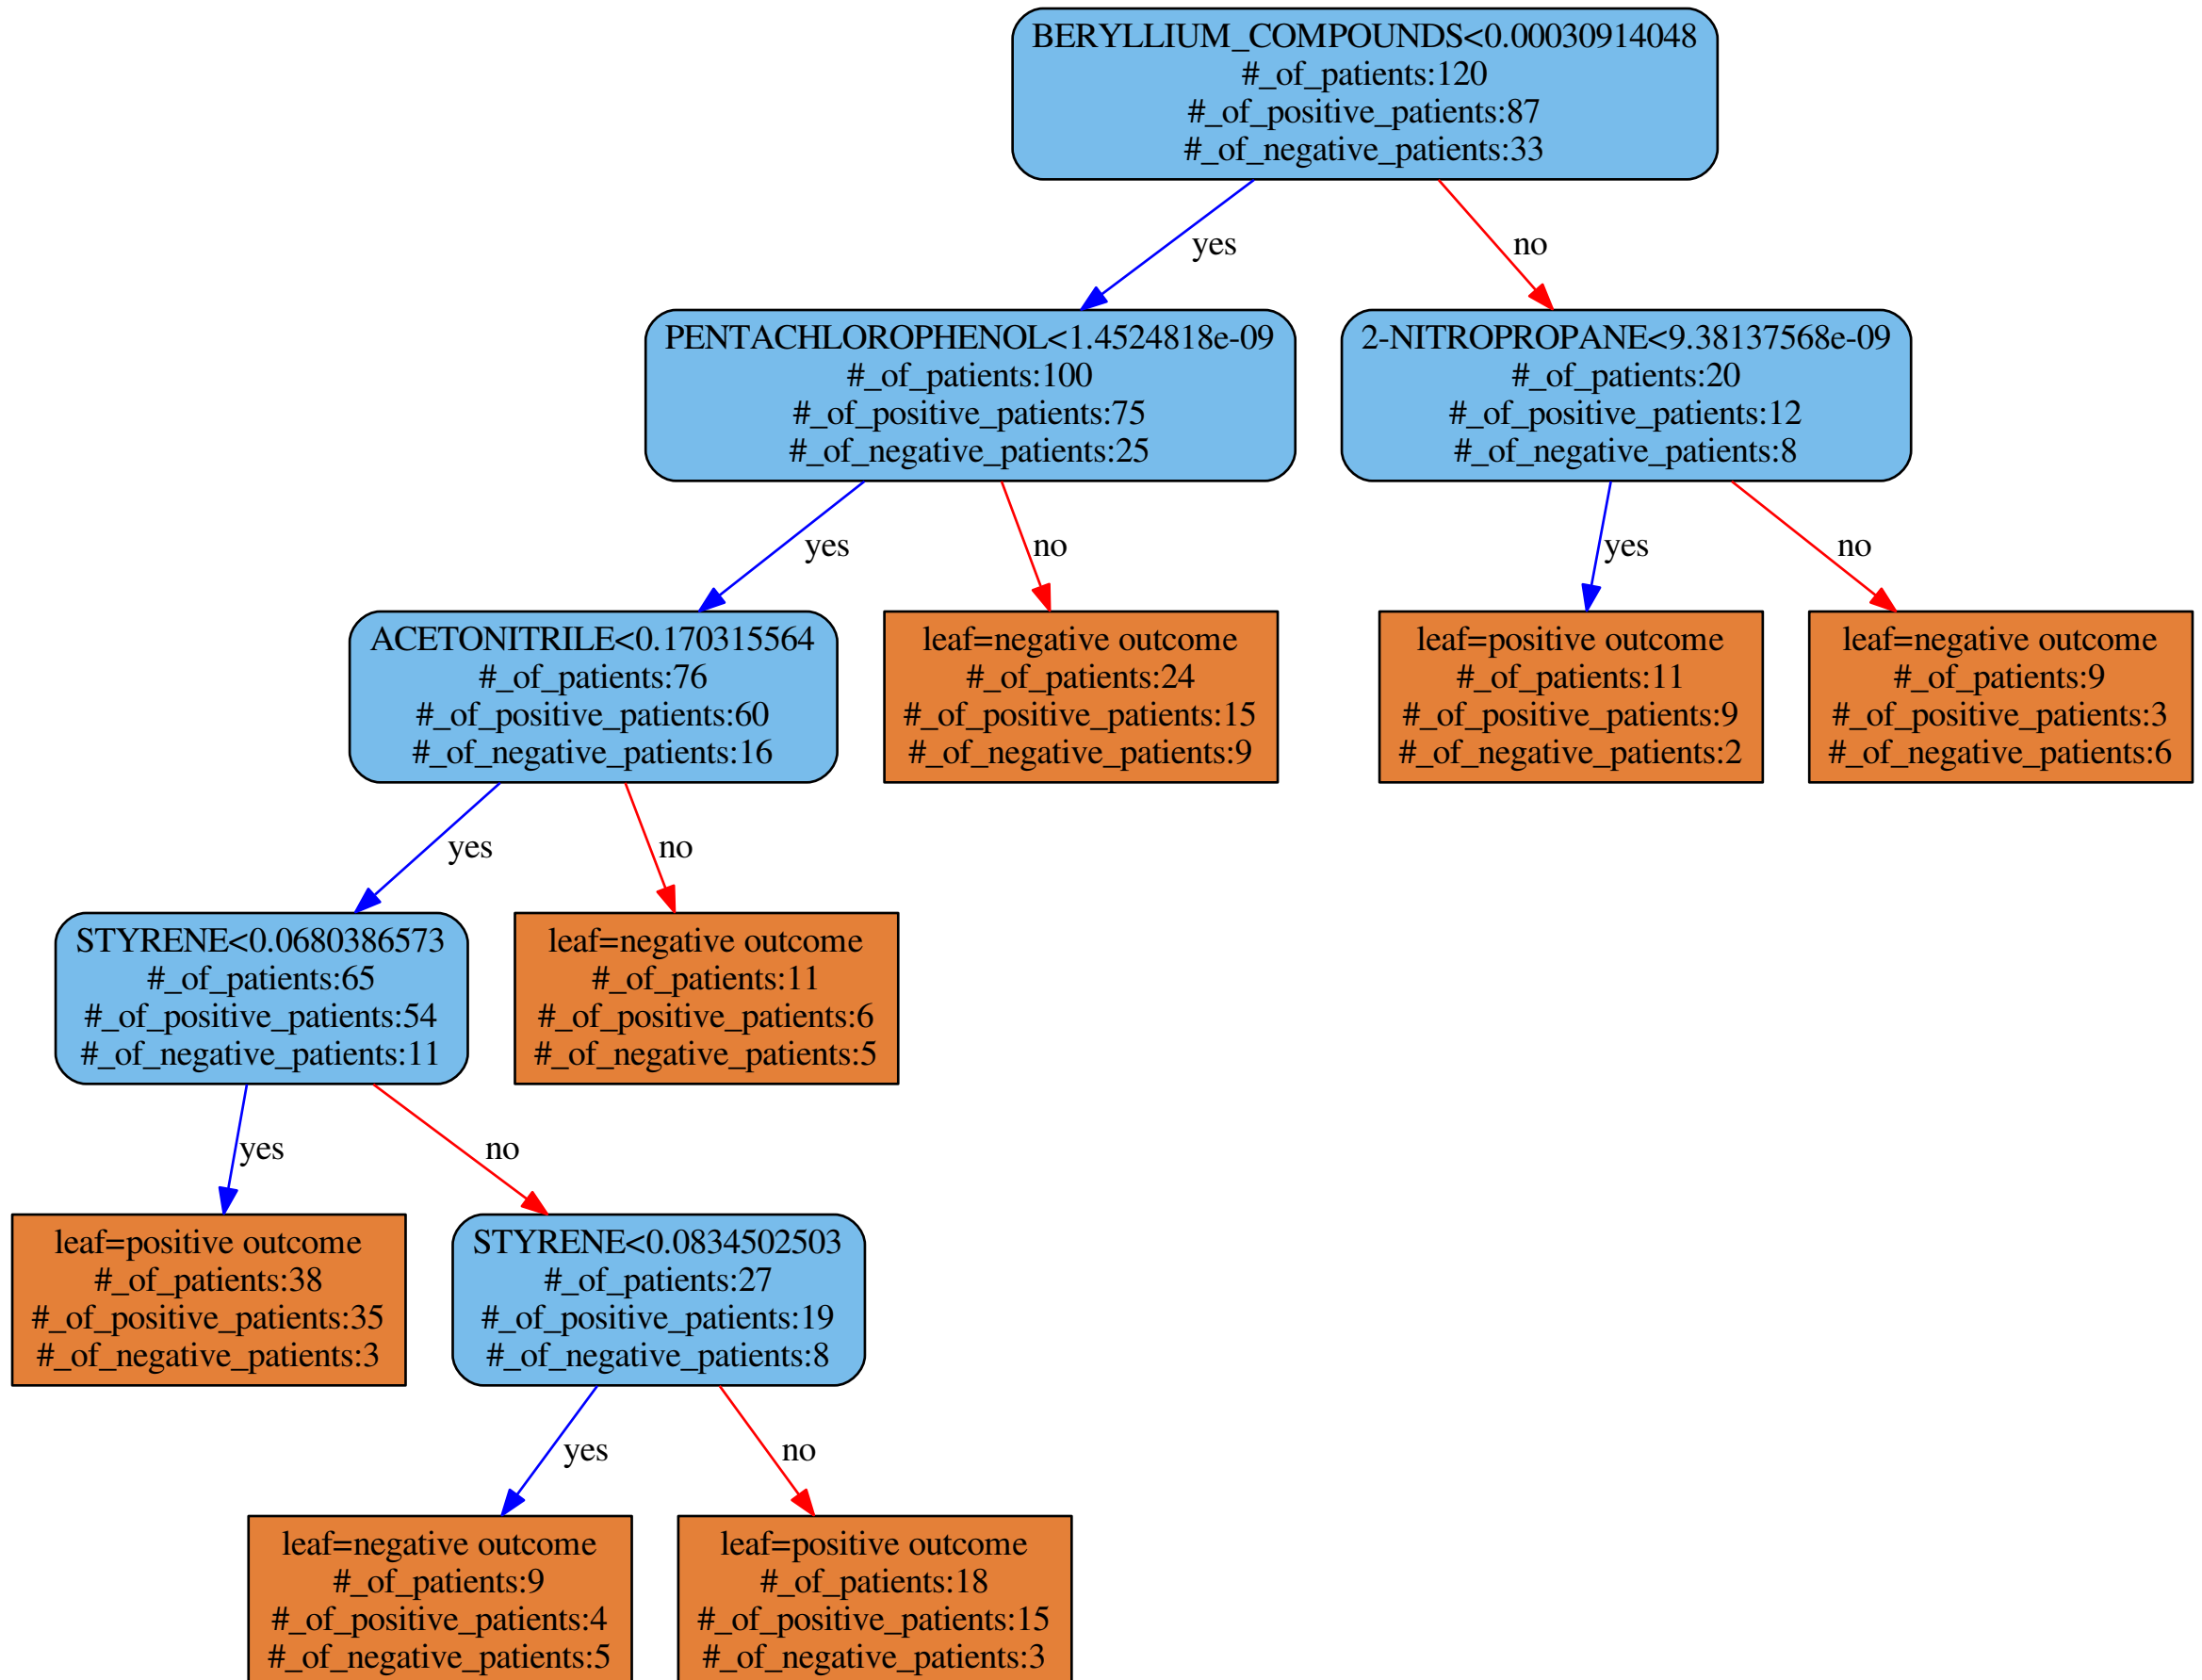 BERYLLIUM_COMPOUNDS<0.00030914048
#_of_patients:120
#_of_positive_patients:87
#_of_negative_patients:33
yes
no
PENTACHLOROPHENOL<1.4524818e-09
#_of_patients:100
#_of_positive_patients:75
#_of_negative_patients:25
2-NITROPROPANE<9.38137568e-09
#_of_patients:20
#_of_positive_patients:12
#_of_negative_patients:8
yes
no
yes
no
ACETONITRILE<0.170315564
#_of_patients:76
#_of_positive_patients:60
#_of_negative_patients:16
leaf=negative outcome
#_of_patients:24
#_of_positive_patients:15
#_of_negative_patients:9
leaf=positive outcome
#_of_patients:11
#_of_positive_patients:9
#_of_negative_patients:2
leaf=negative outcome
#_of_patients:9
#_of_positive_patients:3
#_of_negative_patients:6
yes
no
STYRENE<0.0680386573
#_of_patients:65
#_of_positive_patients:54
#_of_negative_patients:11
leaf=negative outcome
#_of_patients:11
#_of_positive_patients:6
#_of_negative_patients:5
yes
no
leaf=positive outcome
#_of_patients:38
#_of_positive_patients:35
#_of_negative_patients:3
STYRENE<0.0834502503
#_of_patients:27
#_of_positive_patients:19
#_of_negative_patients:8
yes
no
leaf=negative outcome
#_of_patients:9
#_of_positive_patients:4
#_of_negative_patients:5
leaf=positive outcome
#_of_patients:18
#_of_positive_patients:15
#_of_negative_patients:3